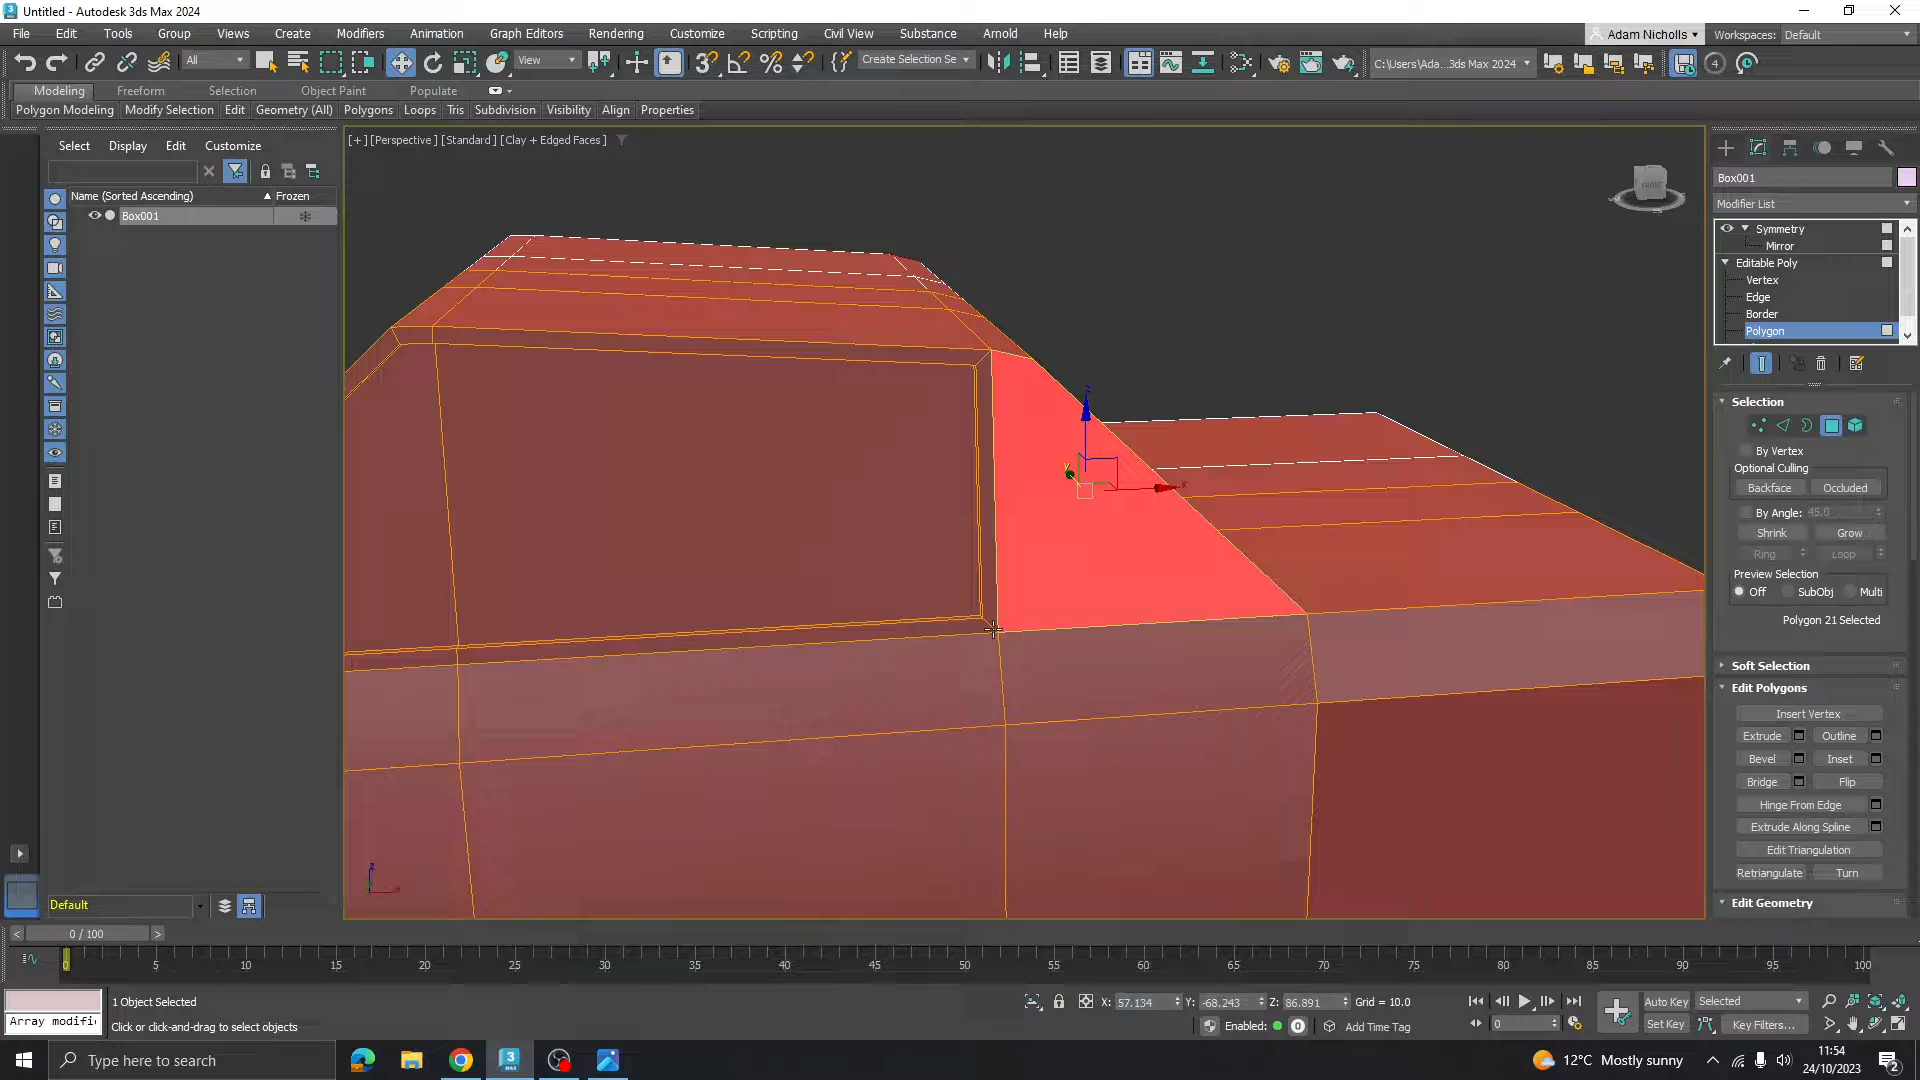 Untitled - Autodesk 3ds Max 2024
File Edit Tools Group Views Create Modifiers Animation Graph Editors Rendering Customize Scripting Civil View Substance Arnold Help
Adam Nicholls Workspaces: Default
All View Create Selection Se C:\Users\Ada...3ds Max 2024 4
Modeling Freeform Selection Object Paint Populate
Polygon Modeling Modify Selection Edit Geometry (All) Polygons Loops Tris Subdivision Visibility Align Properties
Select Display Edit Customize
[+] [Perspective ] [Standard ] [Clay + Edged Faces ]
FRONT
Name (Sorted Ascending) Frozen
Box001
Box001
Modifier List
Symmetry
Mirror
Editable Poly
Vertex
Edge
Border
Polygon
Selection
By Vertex
Optional Culling
Backface Occluded
By Angle: 45.0
Shrink Grow
Ring Loop
Preview Selection
Off SubObj Multi
Polygon 21 Selected
Soft Selection
Edit Polygons
Insert Vertex
Extrude Outline
Bevel Inset
Bridge Flip
Hinge From Edge
Extrude Along Spline
Edit Triangulation
Retriangulate Turn
Edit Geometry
z
y
x
z
Default
< 0 / 100 >
0 5 10 15 20 25 30 35 40 45 50 55 60 65 70 75 80 85 90 95 100
1 Object Selected
Array modifi
Click or click-and-drag to select objects
X: 57.134 Y: -68.243 Z: 86.891 Grid = 10.0
Enabled: 0 Add Time Tag
0
Auto Key Selected
Set Key Key Filters...
Type here to search
3 MAX
12°C Mostly sunny
11:54
24/10/2023
2